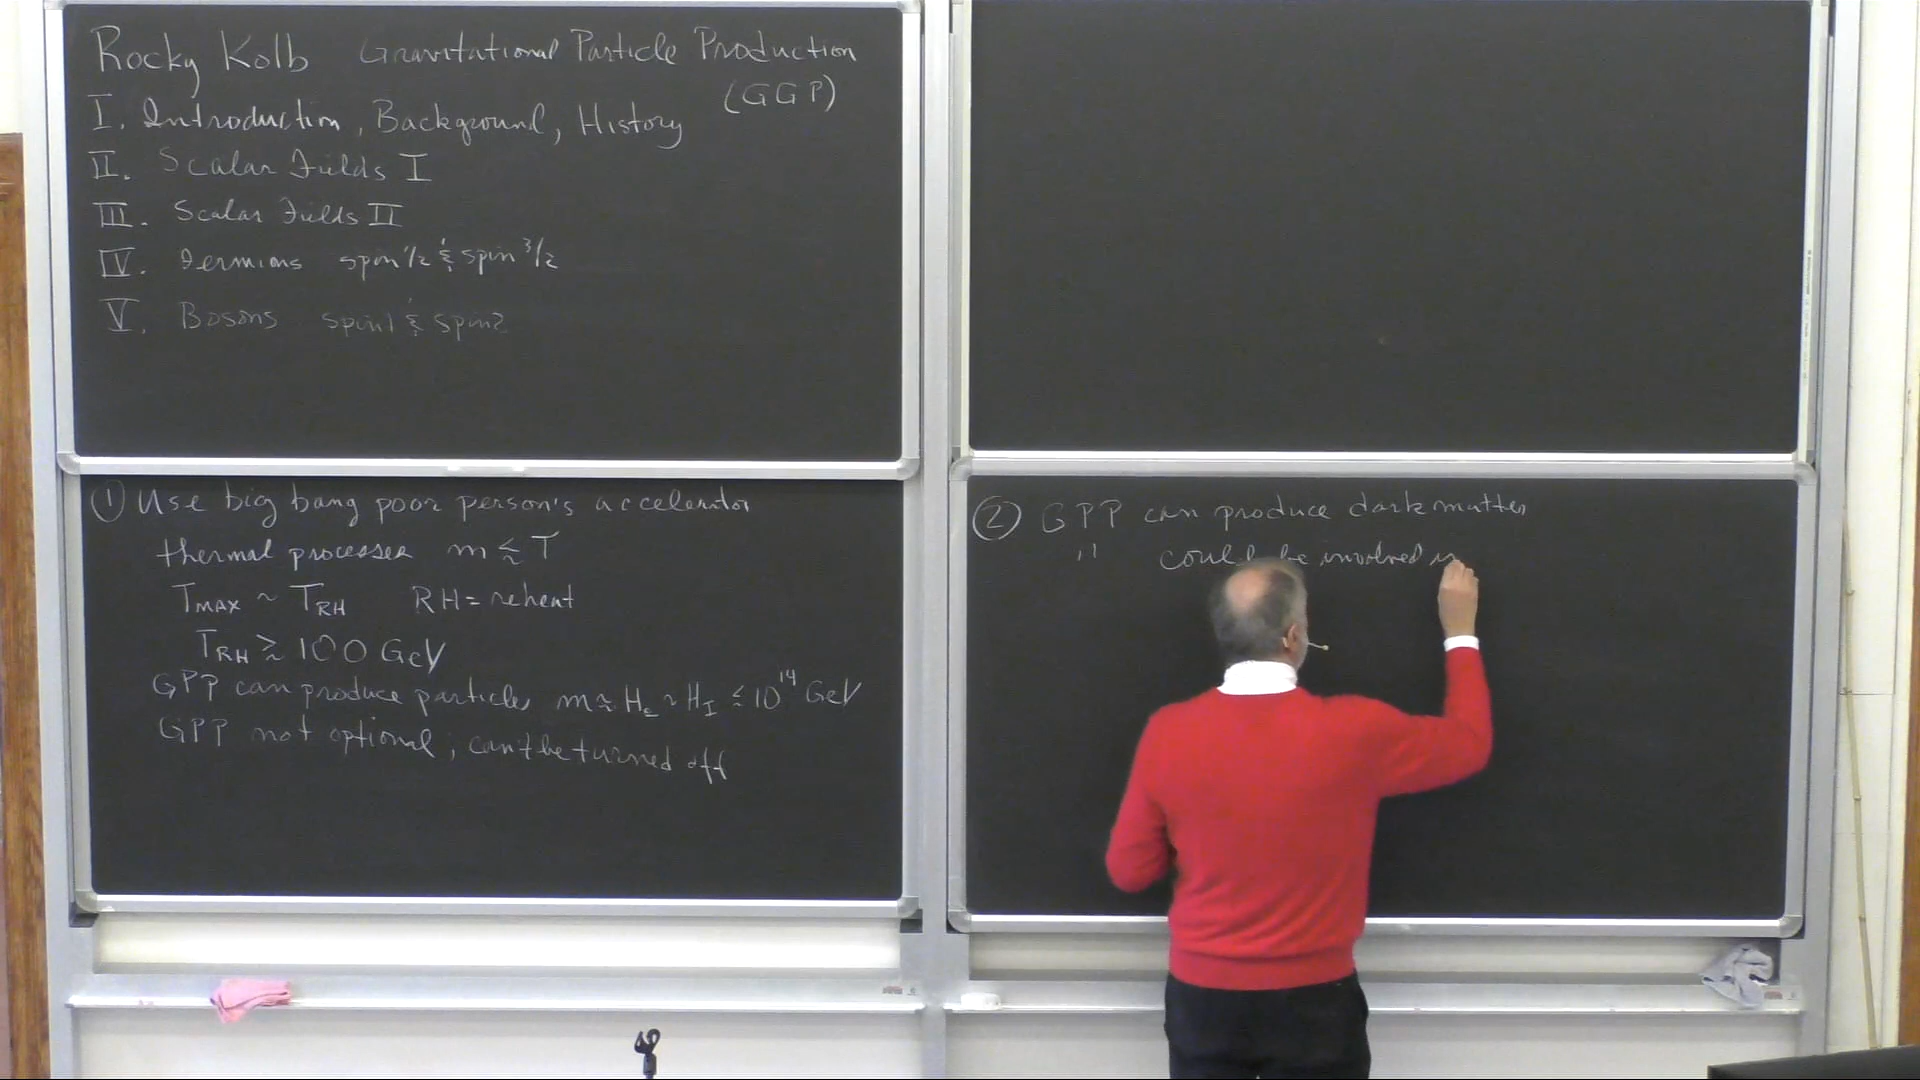 Rocky Kolb Gravitational Particle Production
(GGP)
I. Introduction, Background, History
II. Scalar Fields I
III. Scalar Fields II
IV. Fermions spin 1/2 & spin 3/2
V. Bosons spin 1 & spin 2
① Use big bang poor person's accelerator
thermal processes m ≲ T
T_MAX ~ T_RH RH = reheat
T_RH ≳ 100 GeV
GPP can produce particles m ≈ H_e ~ H_I ≲ 10^14 GeV
GPP not optional; can't be turned off
② GPP can produce dark matter
" could be involved in